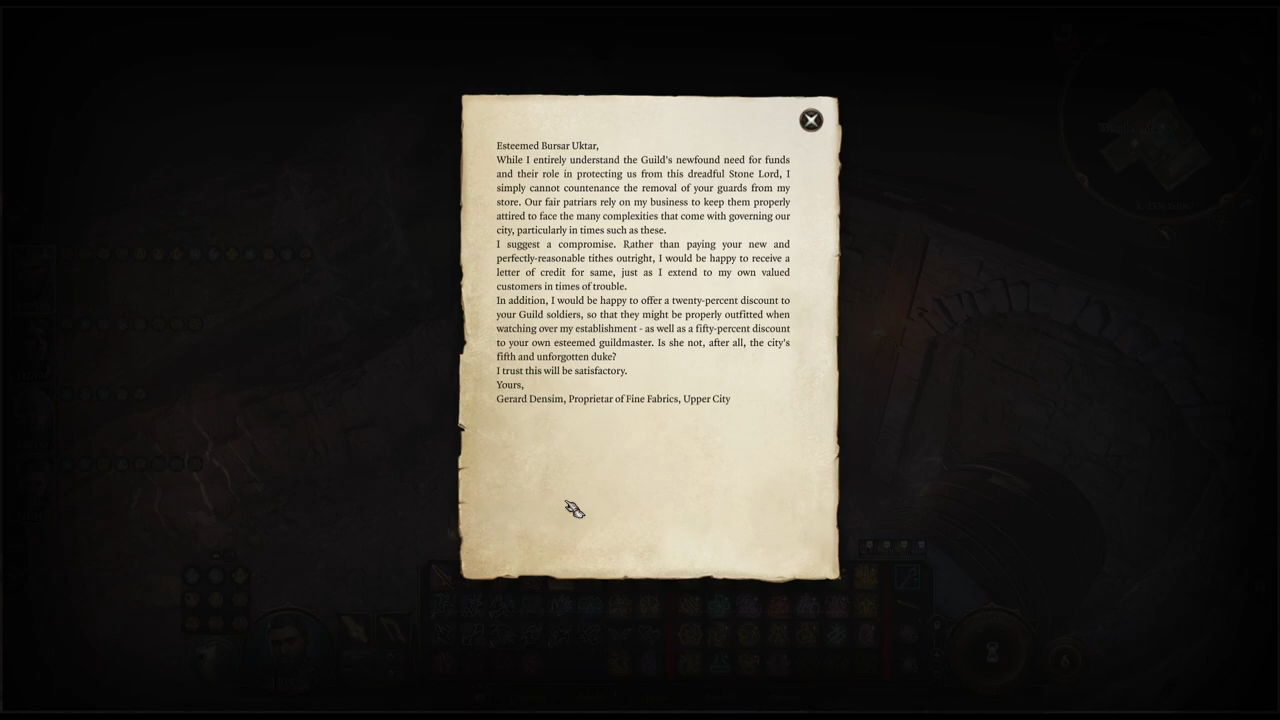 Esteemed Bursar Uktar,
While I entirely understand the Guild's newfound need for funds
and their role in protecting us from this dreadful Stone Lord, I
simply cannot countenance the removal of your guards from my
store. Our fair patriars rely on my business to keep them properly
attired to face the many complexities that come with governing our
city, particularly in times such as these.
I suggest a compromise. Rather than paying your new and
perfectly-reasonable tithes outright, I would be happy to receive a
letter of credit for same, just as I extend to my own valued
customers in times of trouble.
In addition, I would be happy to offer a twenty-percent discount to
your Guild soldiers, so that they might be properly outfitted when
watching over my establishment - as well as a fifty-percent discount
to your own esteemed guildmaster. Is she not, after all, the city's
fifth and unforgotten duke?
I trust this will be satisfactory.
Yours,
Gerard Densim, Proprietar of Fine Fabrics, Upper City
6